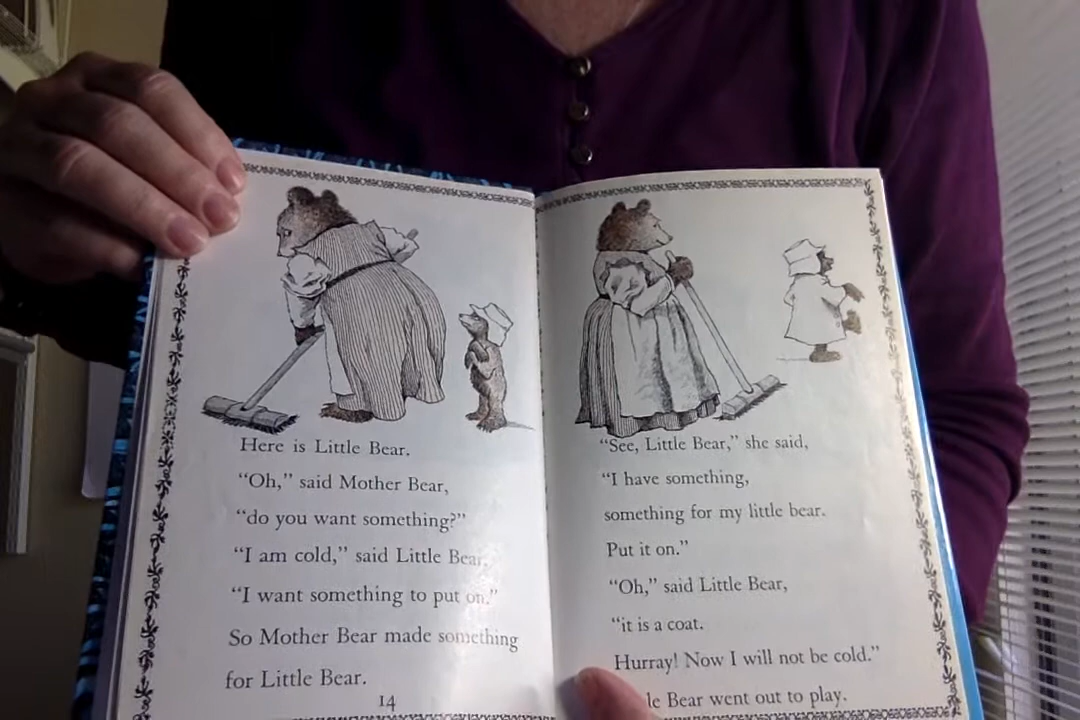 Here is Little Bear.
“Oh,” said Mother Bear,
“do you want something?”
“I am cold,” said Little Bear.
“I want something to put on.”
So Mother Bear made something
for Little Bear.
14
“See, Little Bear,” she said,
“I have something,
something for my little bear.
Put it on.”
“Oh,” said Little Bear,
“it is a coat.
Hurray! Now I will not be cold.”
le Bear went out to play.